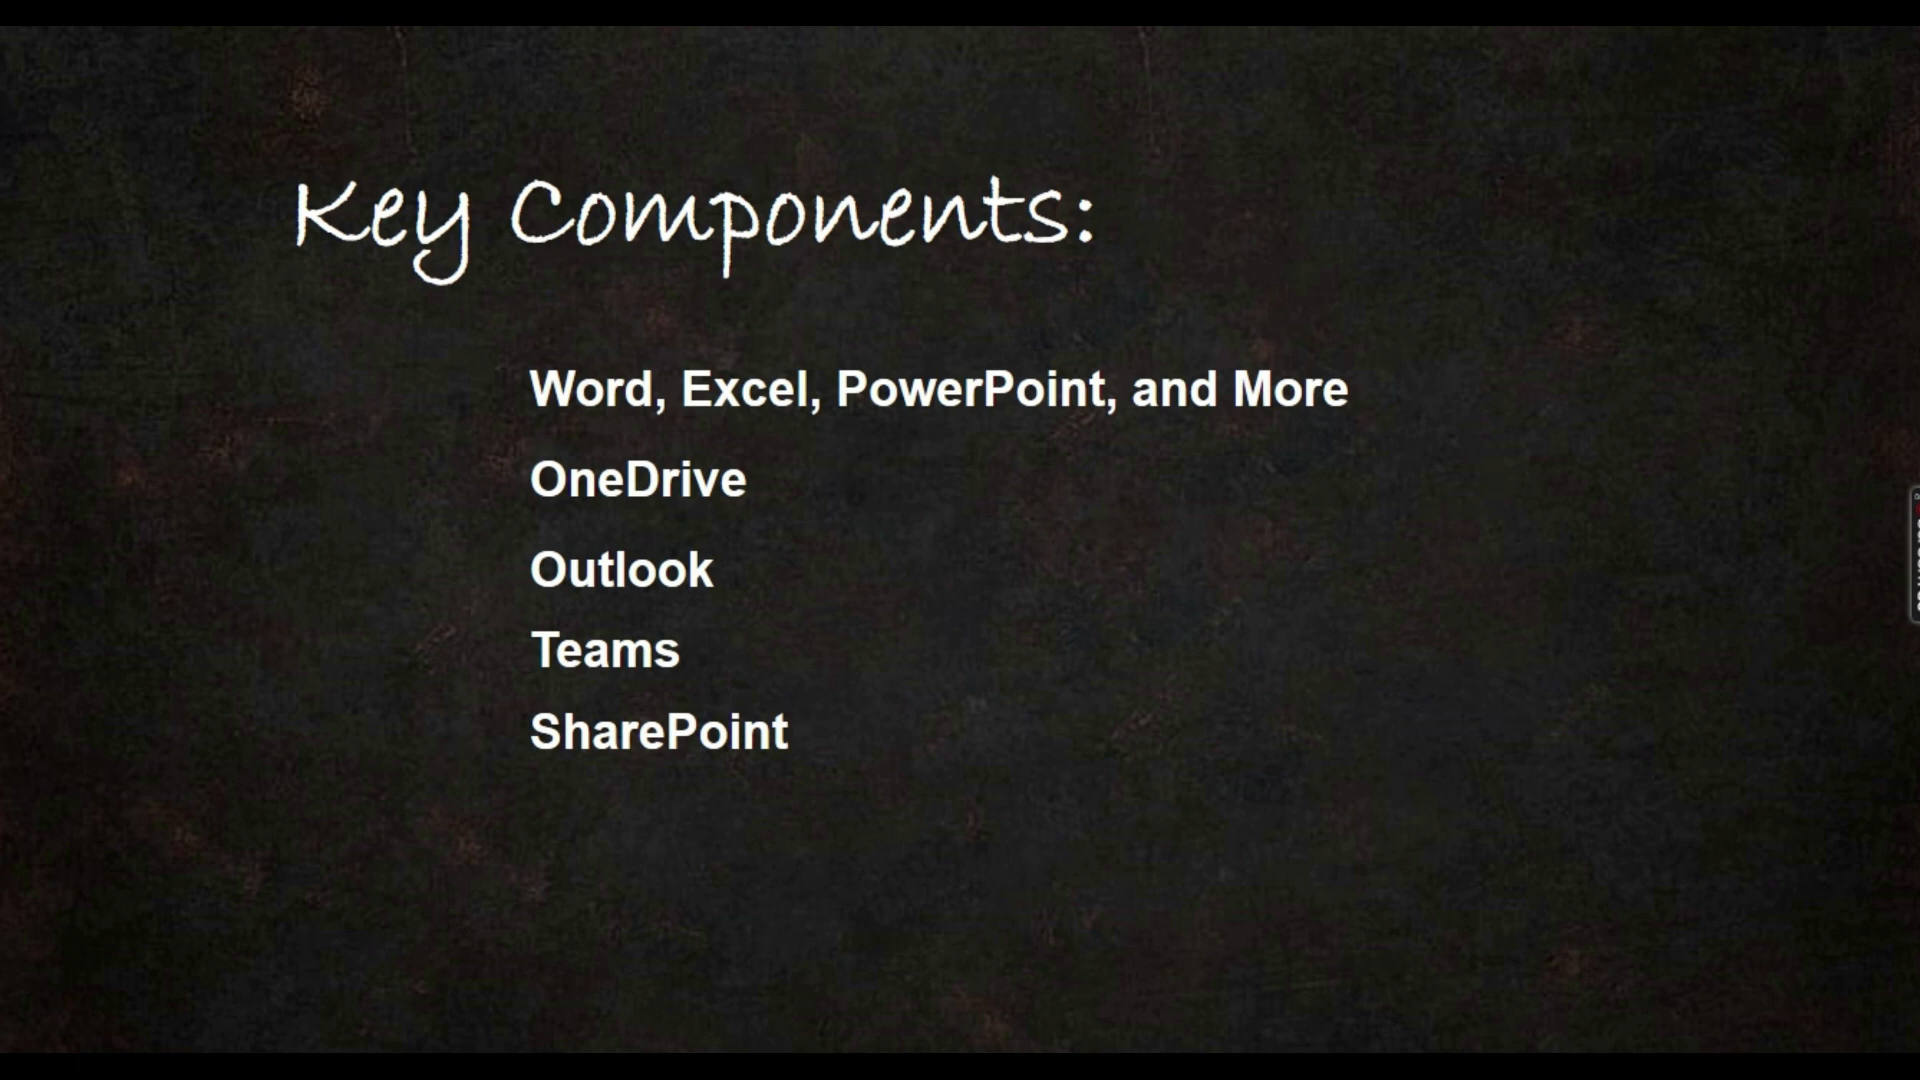 Key Components:
Word, Excel, PowerPoint, and More
OneDrive
Outlook
Teams
SharePoint